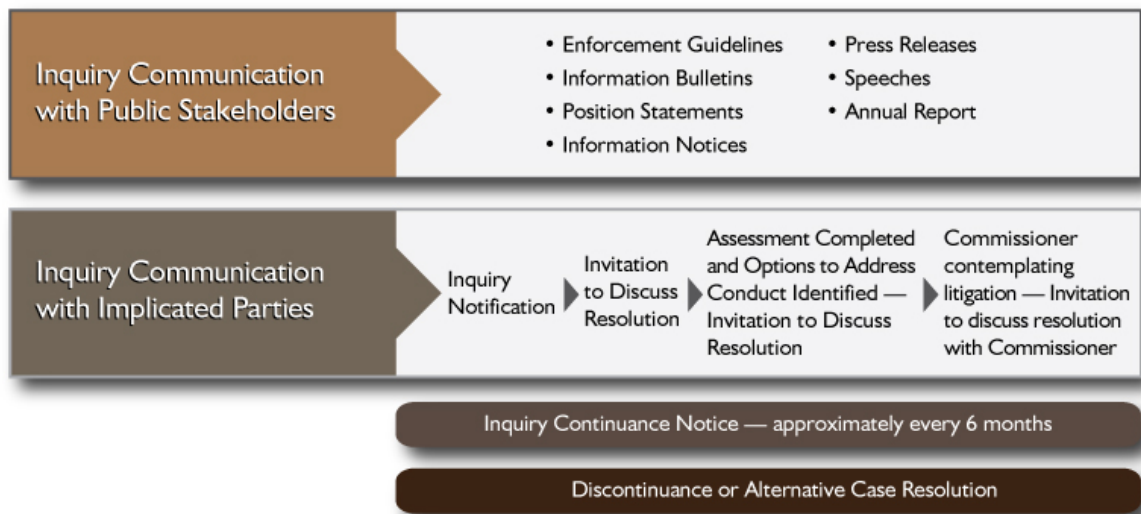 Inquiry Communication
with Public Stakeholders
• Enforcement Guidelines
• Information Bulletins
• Position Statements
• Information Notices
• Press Releases
• Speeches
• Annual Report
Inquiry Communication
with Implicated Parties
Inquiry
Notification
Invitation
to Discuss
Resolution
Assessment Completed
and Options to Address
Conduct Identified —
Invitation to Discuss
Resolution
Commissioner
contemplating
litigation — Invitation
to discuss resolution
with Commissioner
Inquiry Continuance Notice — approximately every 6 months
Discontinuance or Alternative Case Resolution